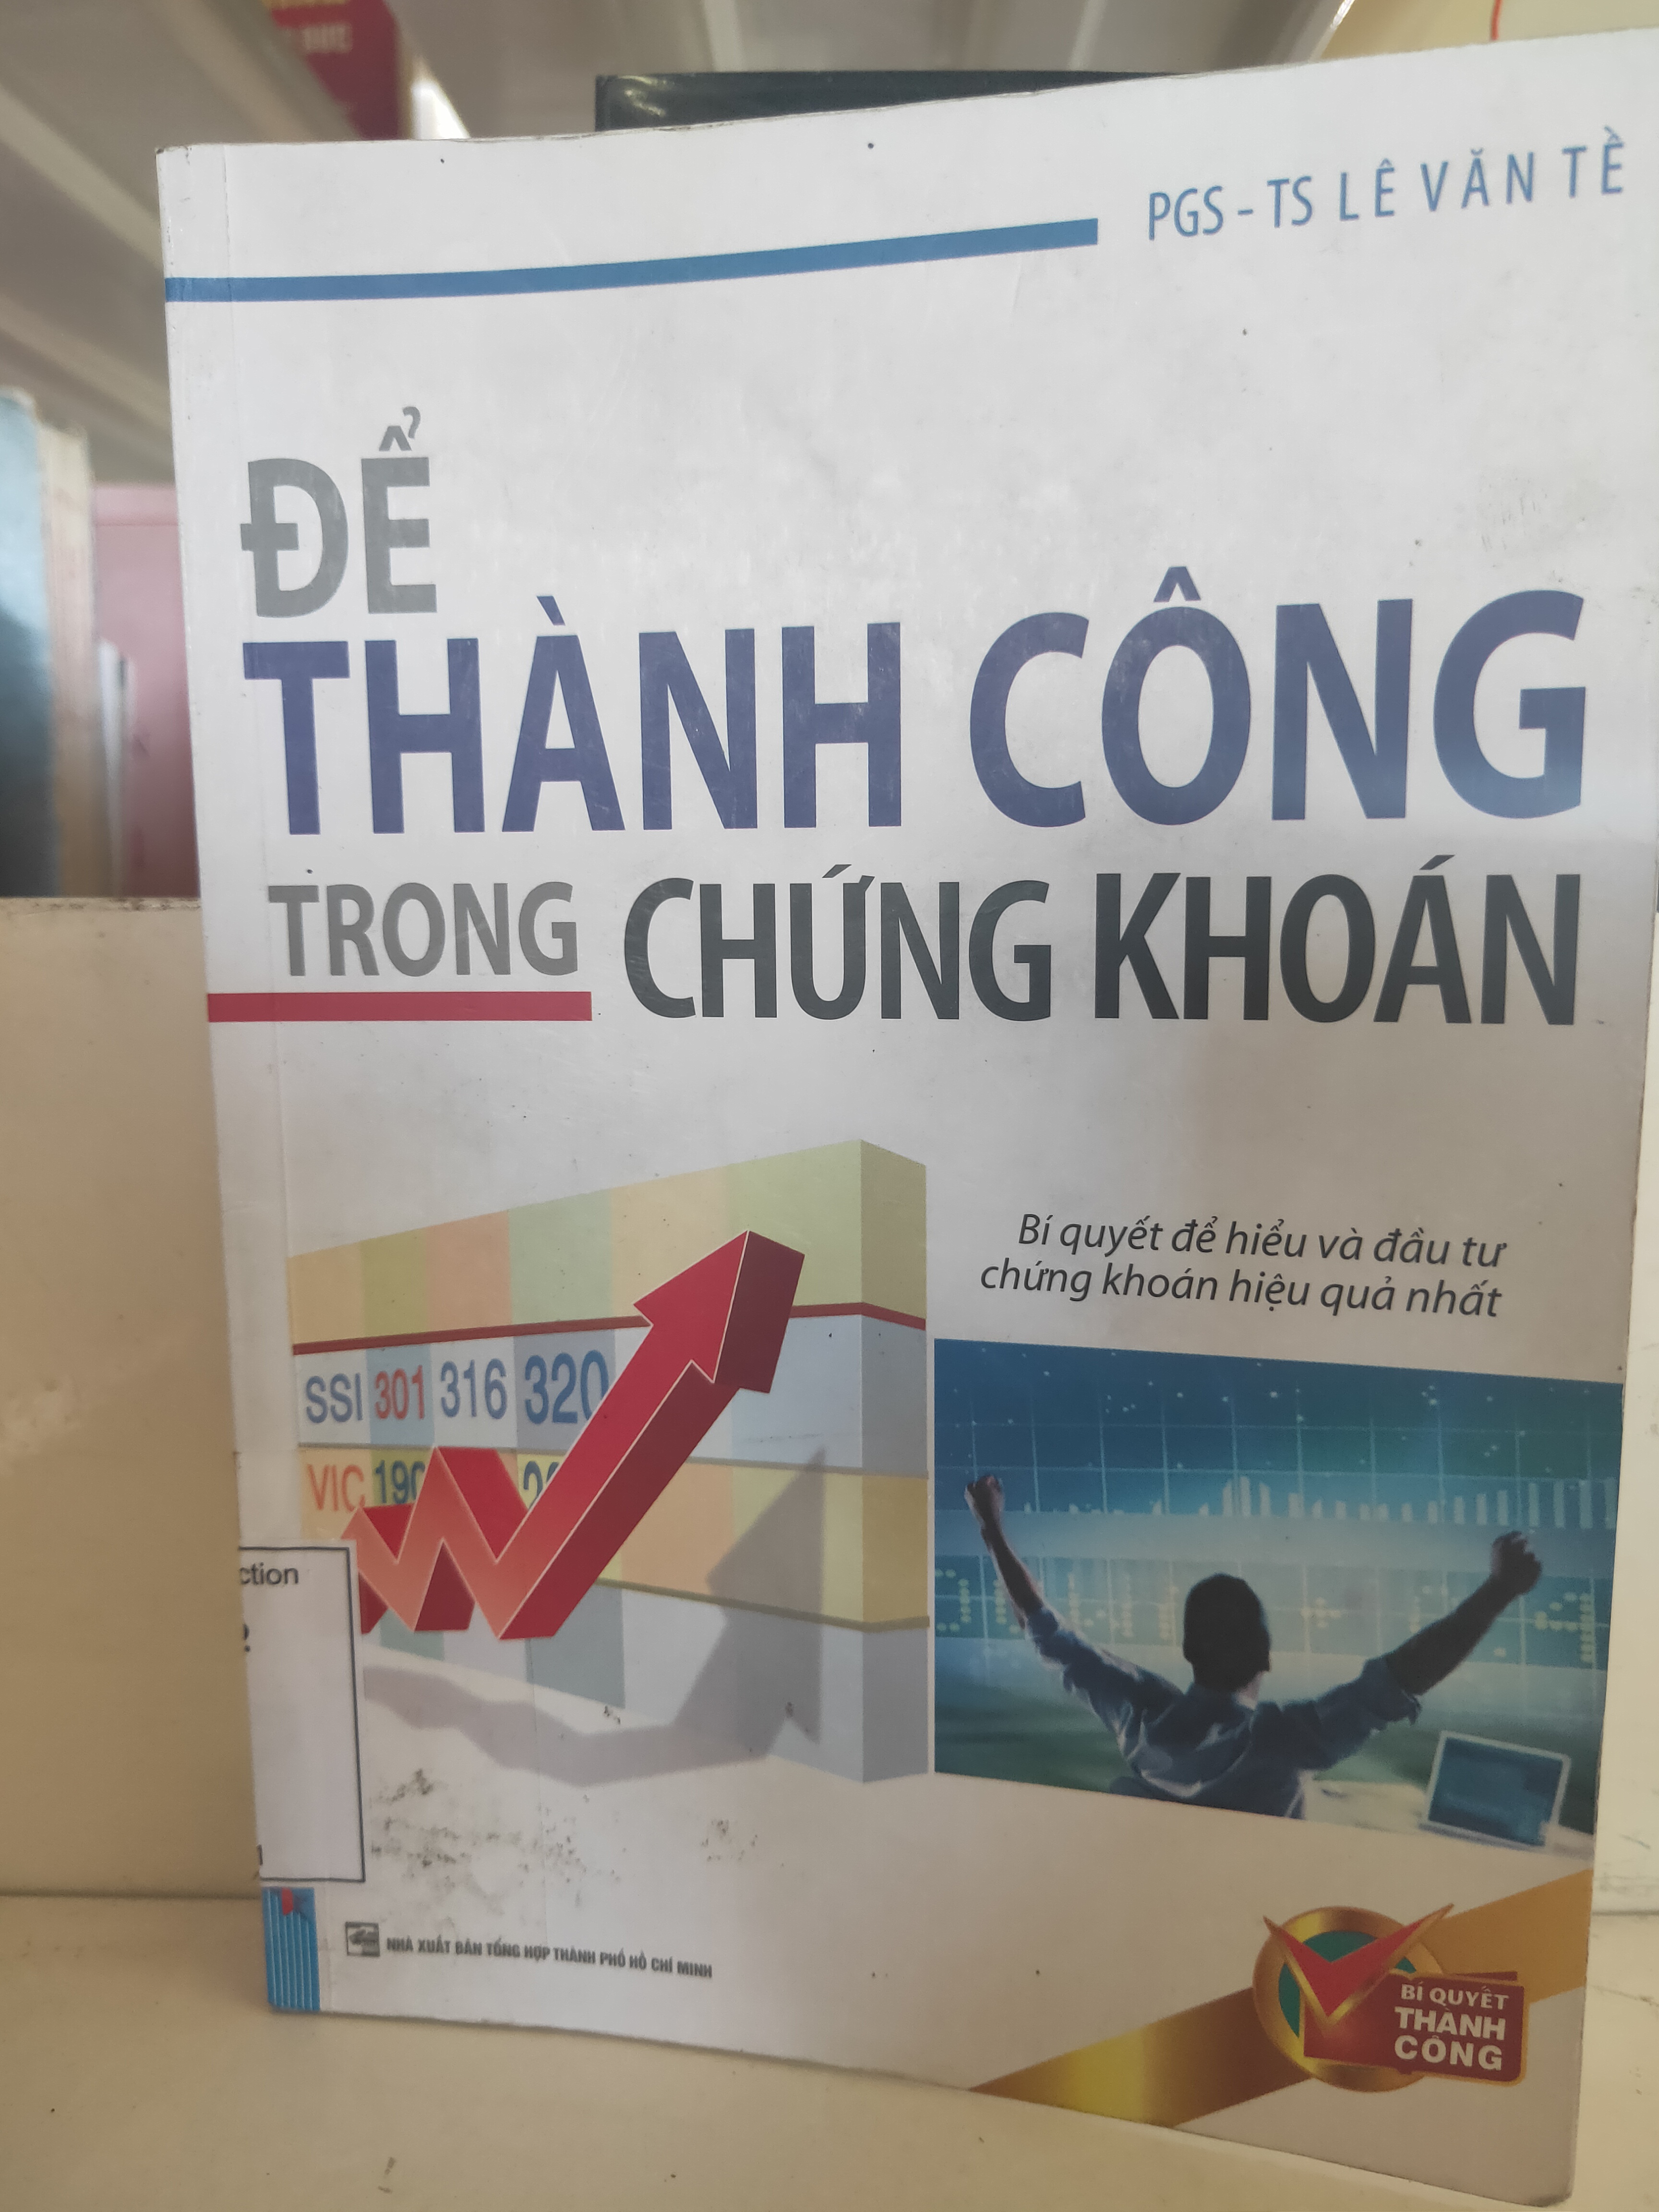 PGS - TS LÊ VĂN TỀ
ĐỂ
THÀNH CÔNG
TRONG CHỨNG KHOÁN
Bí quyết để hiểu và đầu tư
chứng khoán hiệu quả nhất
SSI 301 316 320
VIC 190
ction
NHÀ XUẤT BẢN TỔNG HỢP THÀNH PHỐ HỒ CHÍ MINH
BÍ QUYẾT
THÀNH
CÔNG